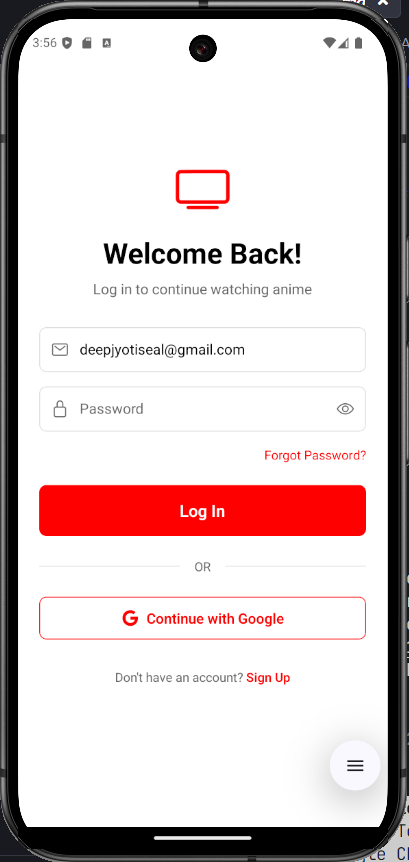 3:56
Welcome Back!
Log in to continue watching anime
deepjyotiseal@gmail.com
Password
Forgot Password?
Log In
OR
G Continue with Google
Don't have an account? Sign Up